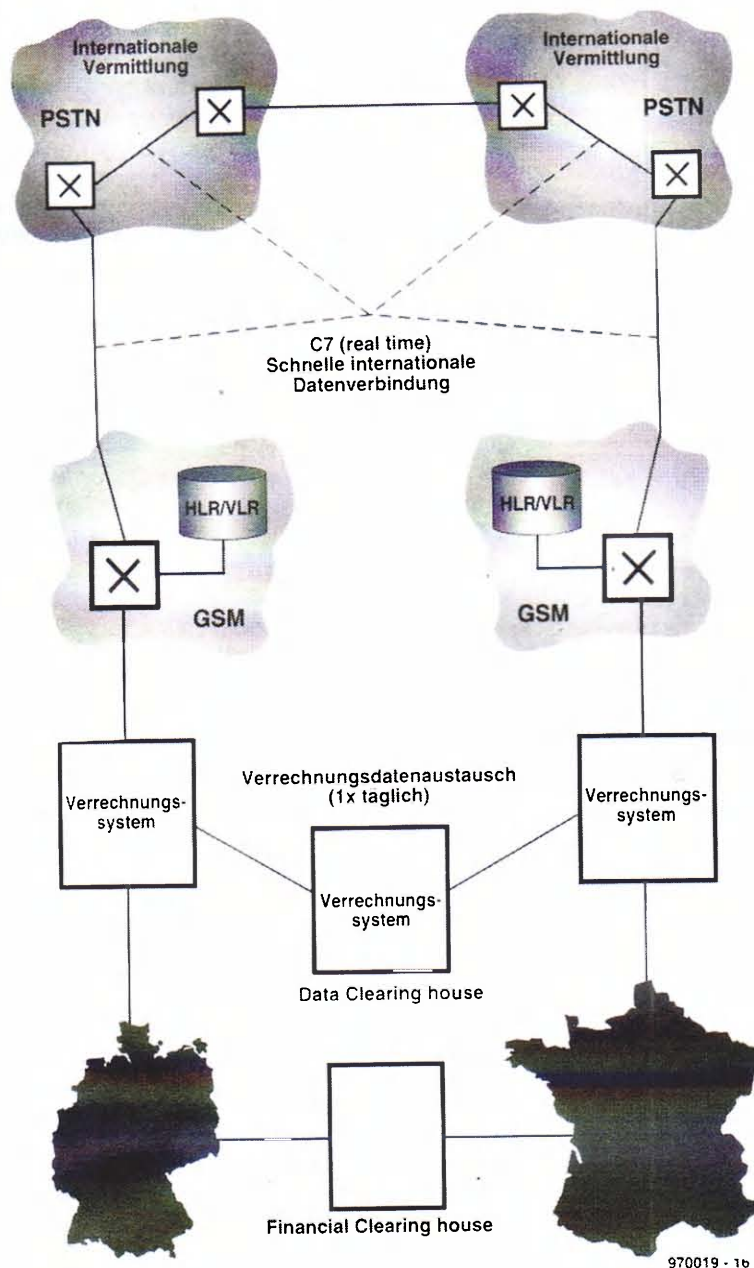 Internationale
Vermittlung
PSTN
Internationale
Vermittlung
PSTN
C7 (real time)
Schnelle internationale
Datenverbindung
HLR/VLR
GSM
HLR/VLR
GSM
Verrechnungs-
system
Verrechnungsdatenaustausch
(1x täglich)
Verrechnungs-
system
Verrechnungs-
system
Data Clearing house
Financial Clearing house
970019 - 16